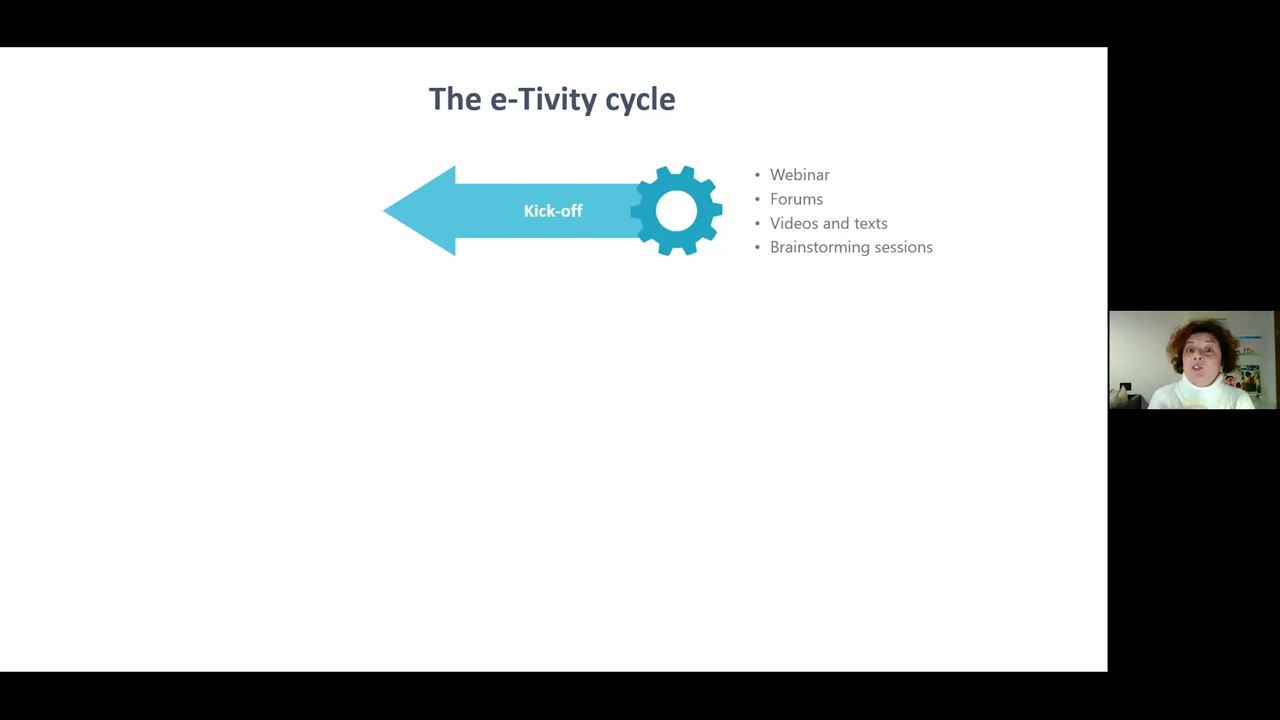 The e-Tivity cycle
Kick-off
• Webinar
• Forums
• Videos and texts
• Brainstorming sessions